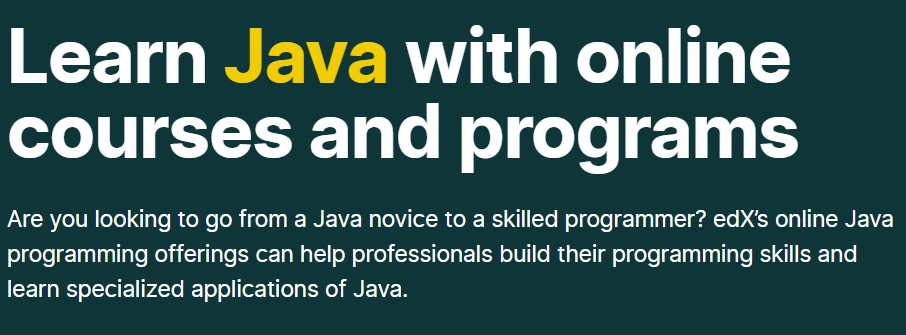 Learn Java with online
courses and programs
Are you looking to go from a Java novice to a skilled programmer? edX’s online Java
programming offerings can help professionals build their programming skills and
learn specialized applications of Java.